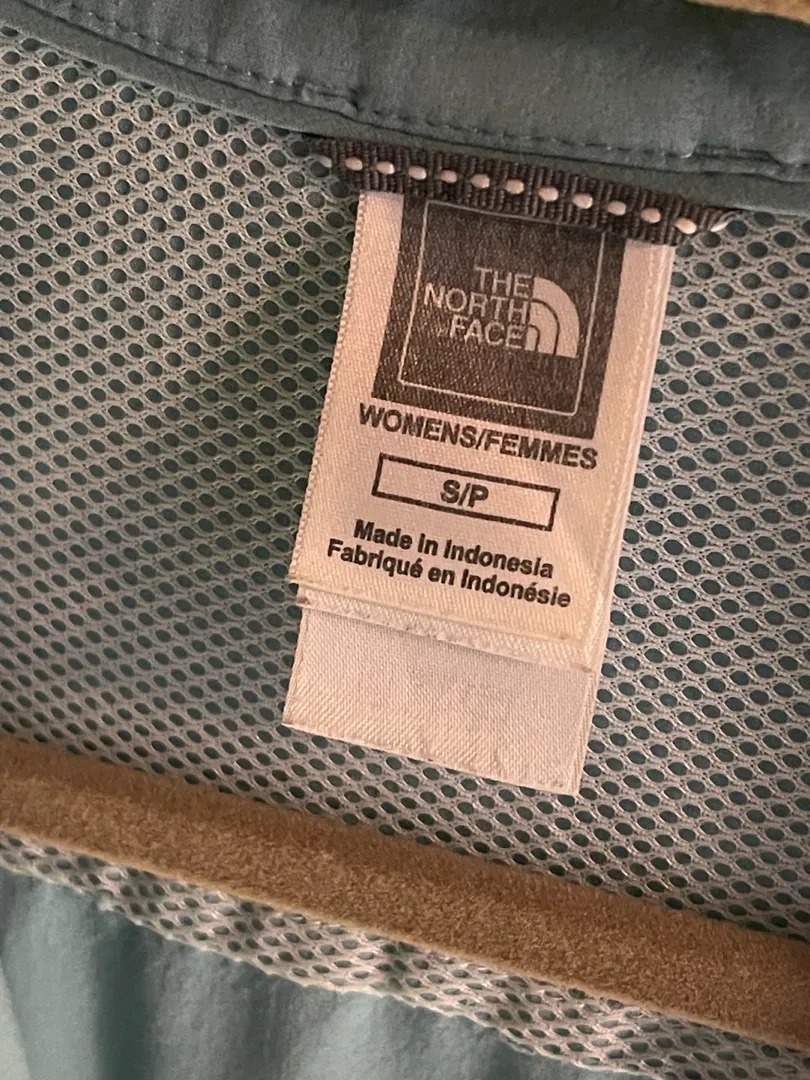 THE
NORTH
FACE
WOMENS/FEMMES
S/P
Made in Indonesia
Fabriqué en Indonésie